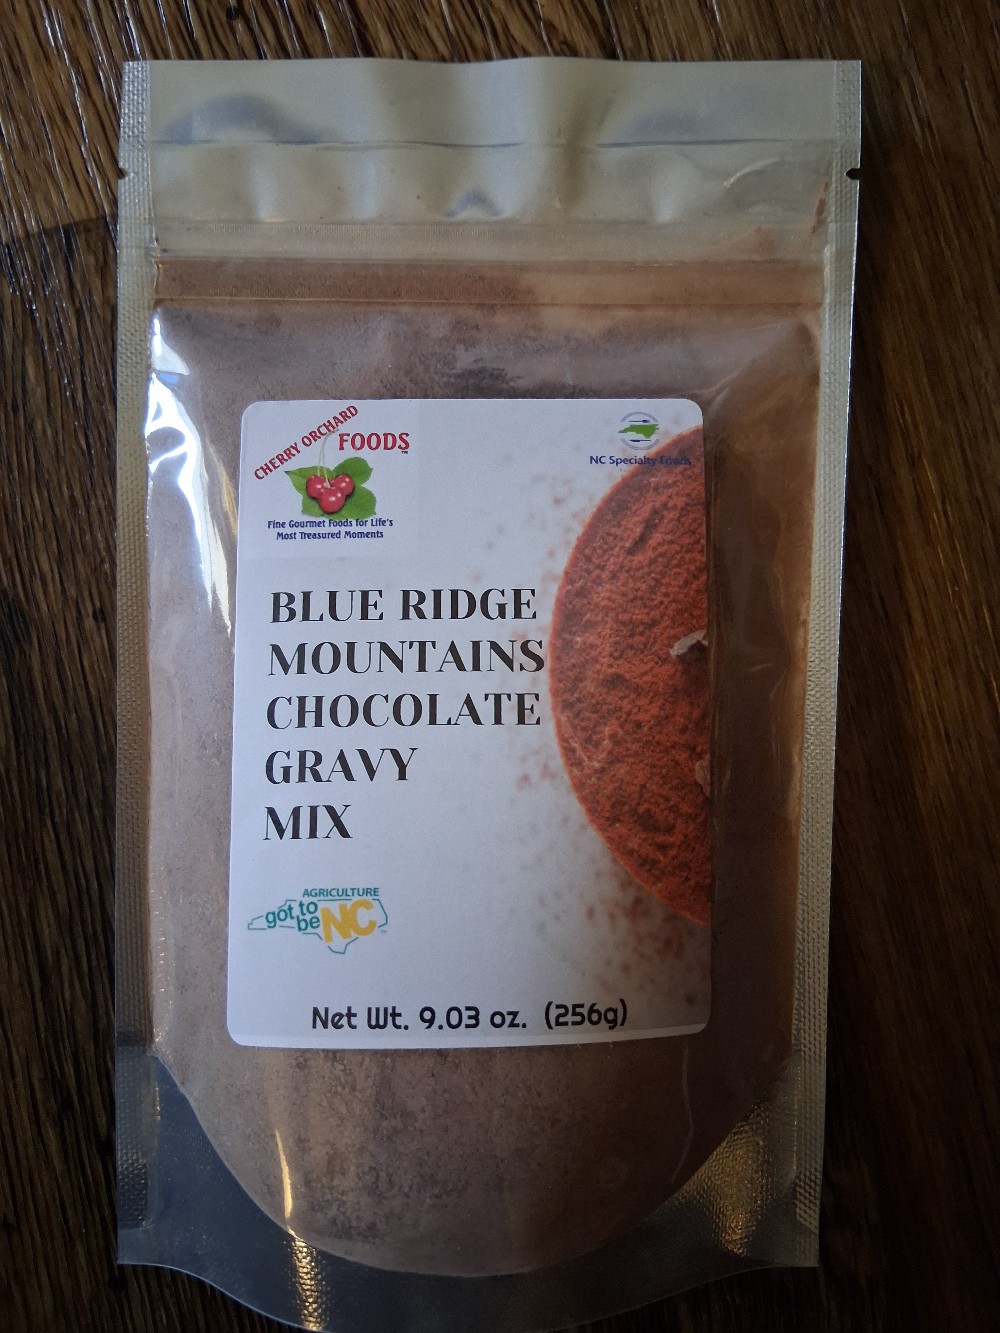 CHERRY ORCHARD
FOODS™
Fine Gourmet Foods for Life's
Most Treasured Moments
NC Specialty Foods
BLUE RIDGE
MOUNTAINS
CHOCOLATE
GRAVY
MIX
AGRICULTURE
got to
be NC
Net Wt. 9.03 oz. (256g)